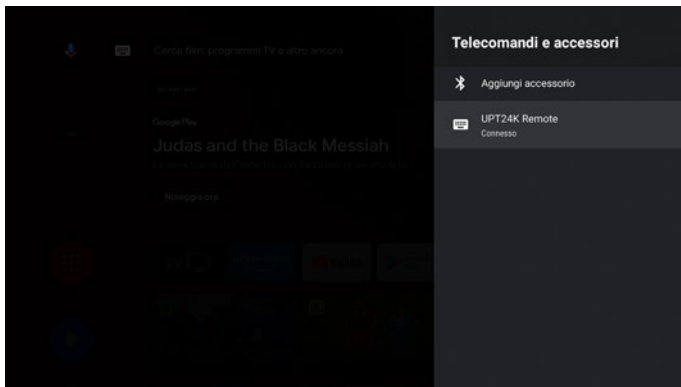 Telecomandi e accessori
Aggiungi accessorio
UPT24K Remote
Connesso
Cerca film, programmi TV e altro ancora
Google Play
Judas and the Black Messiah
Noleggia ora